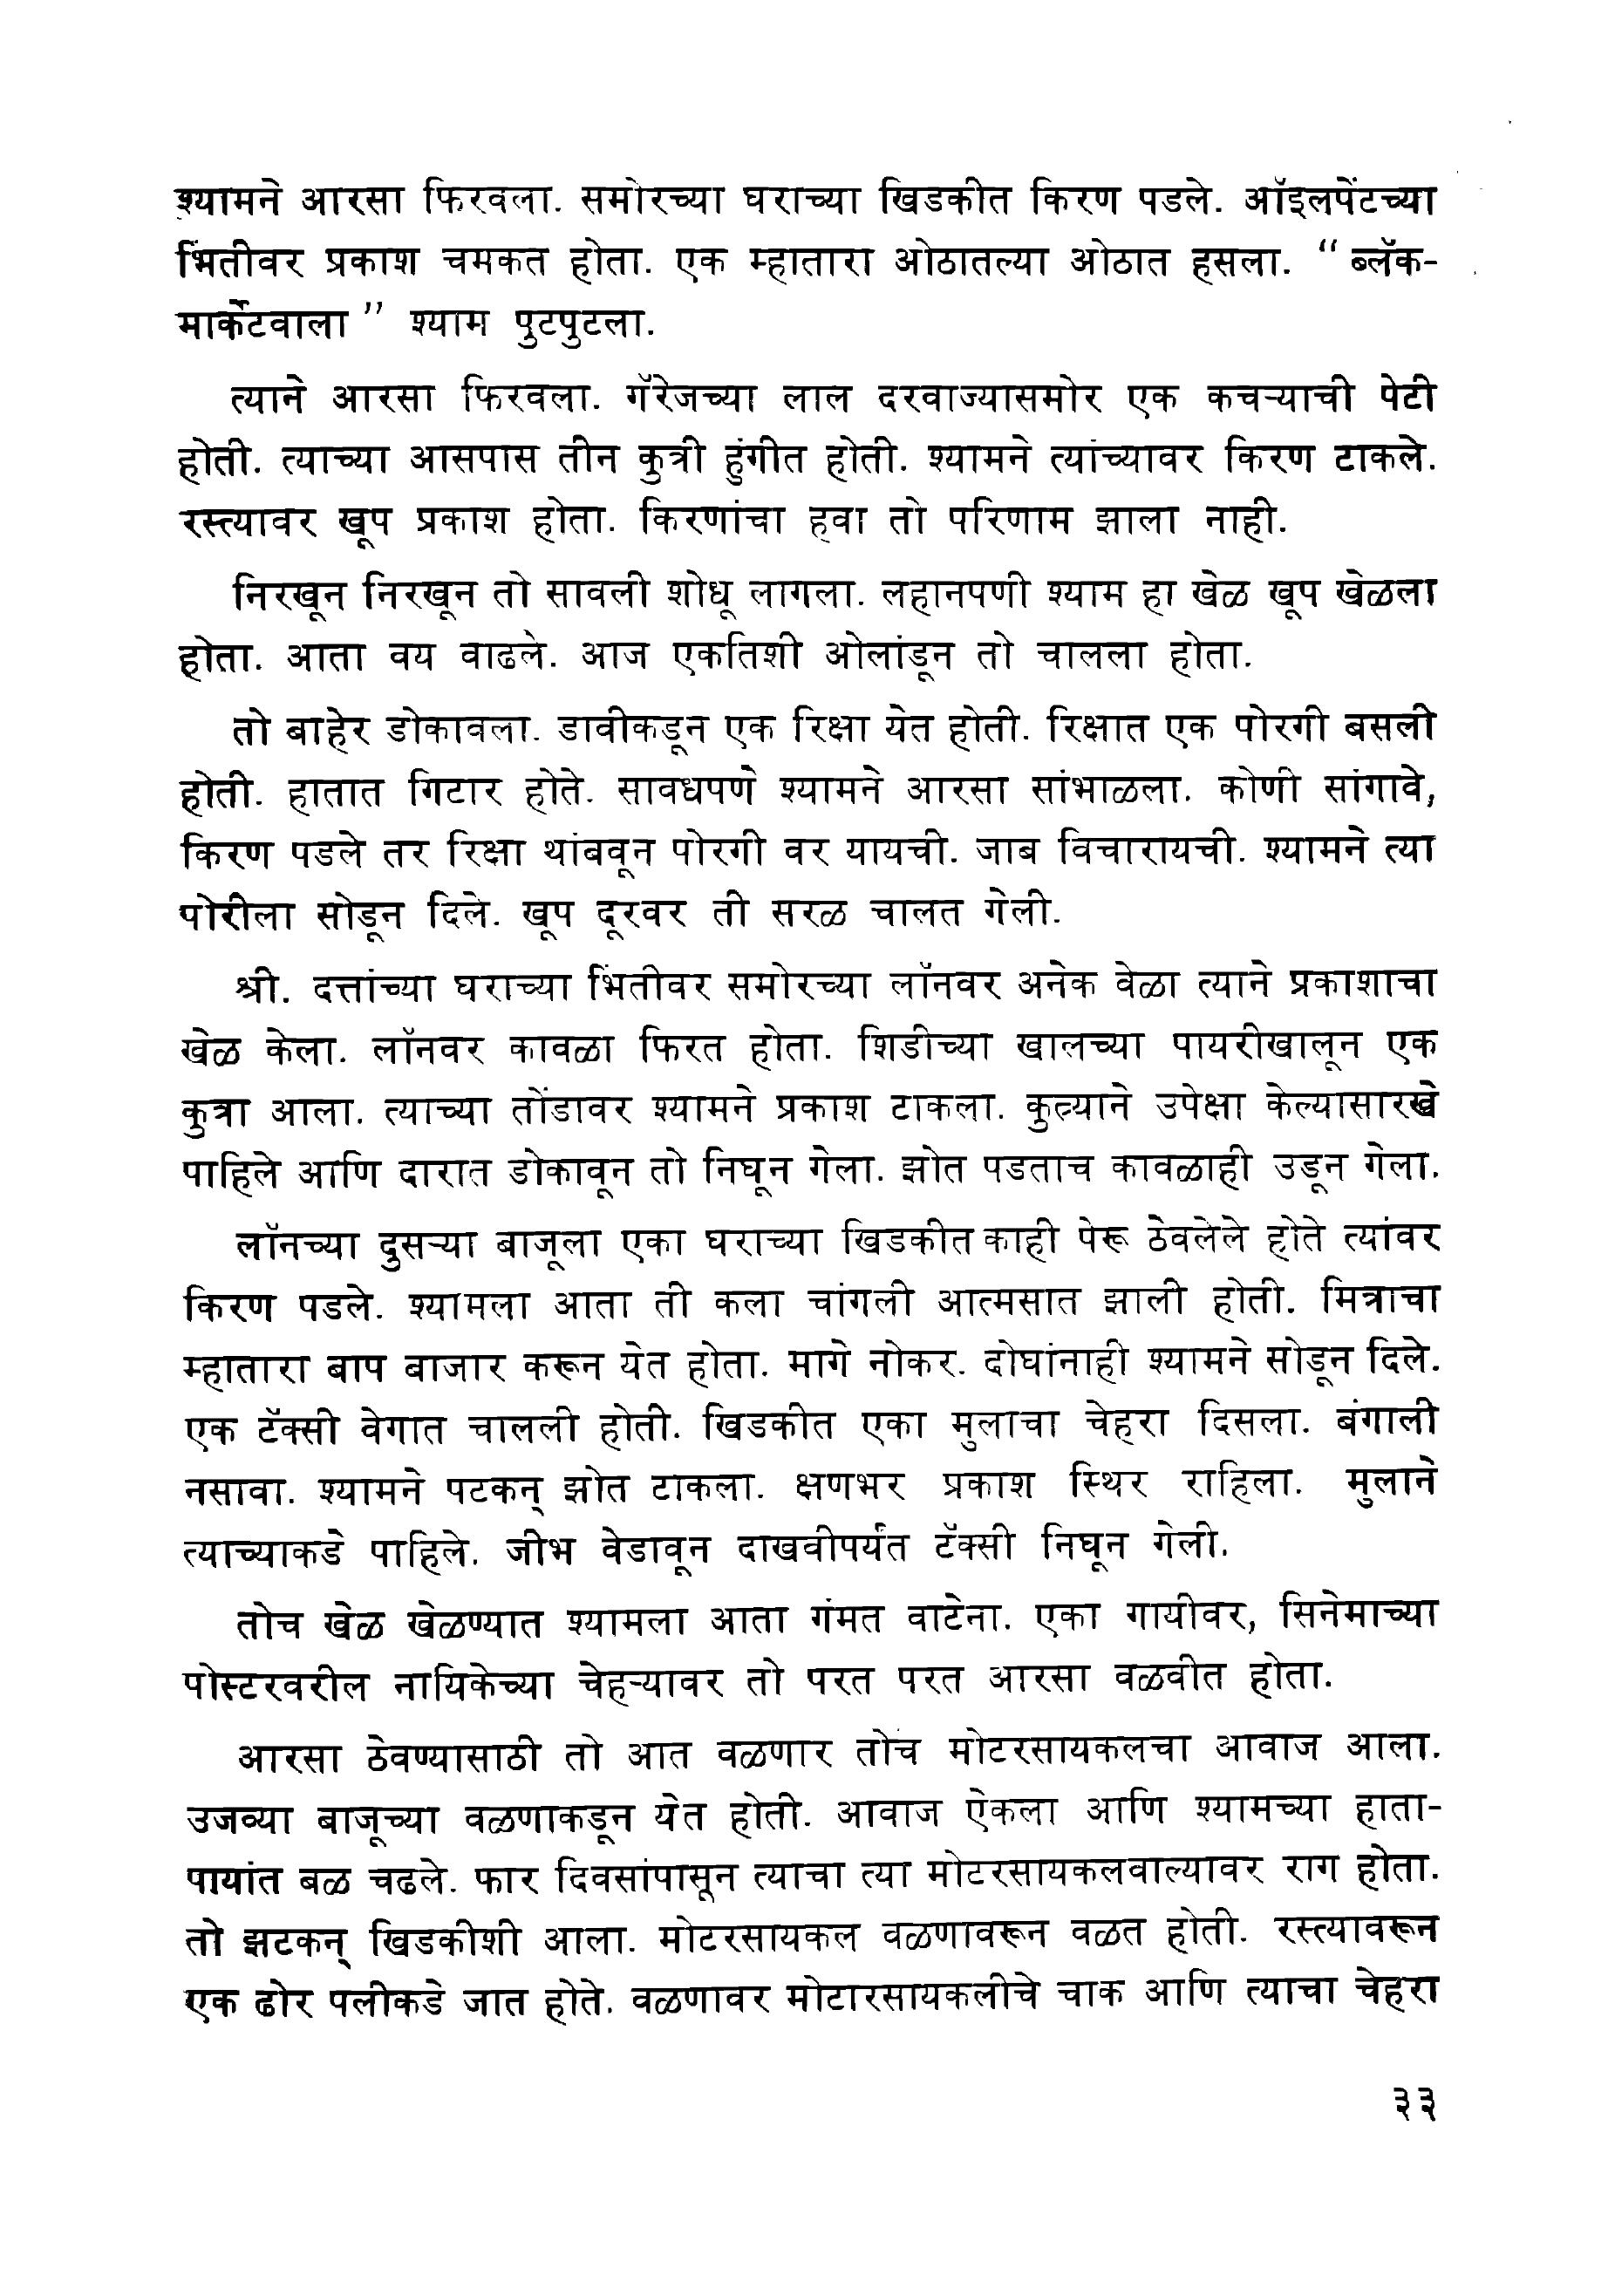 श्यामने आरसा फिरवला. समोरच्या घराच्या खिडकीत किरण पडले. ऑइलपेंटच्या
भिंतीवर प्रकाश चमकत होता. एक म्हातारा ओठातल्या ओठात हसला. “ ब्लॅक-
मार्केटवाला ” श्याम पुटपुटला.
त्याने आरसा फिरवला. गॅरेजच्या लाल दरवाज्यासमोर एक कचऱ्याची पेटी
होती. त्याच्या आसपास तीन कुत्री हुंगीत होती. श्यामने त्यांच्यावर किरण टाकले.
रस्त्यावर खूप प्रकाश होता. किरणांचा हवा तो परिणाम झाला नाही.
निरखून निरखून तो सावली शोधू लागला. लहानपणी श्याम हा खेळ खूप खेळला
होता. आता वय वाढले. आज एकतिशी ओलांडून तो चालला होता.
तो बाहेर डोकावला. डावीकडून एक रिक्षा येत होती. रिक्षात एक पोरगी बसली
होती. हातात गिटार होते. सावधपणे श्यामने आरसा सांभाळला. कोणी सांगावे,
किरण पडले तर रिक्षा थांबवून पोरगी वर यायची. जाब विचारायची. श्यामने त्या
पोरीला सोडून दिले. खूप दूरवर ती सरळ चालत गेली.
श्री. दत्तांच्या घराच्या भिंतीवर समोरच्या लॉनवर अनेक वेळा त्याने प्रकाशाचा
खेळ केला. लॉनवर कावळा फिरत होता. शिडीच्या खालच्या पायरीखालून एक
कुत्रा आला. त्याच्या तोंडावर श्यामने प्रकाश टाकला. कुत्र्याने उपेक्षा केल्यासारखे
पाहिले आणि दारात डोकावून तो निघून गेला. झोत पडताच कावळाही उडून गेला.
लॉनच्या दुसऱ्या बाजूला एका घराच्या खिडकीत काही पेरू ठेवलेले होते त्यांवर
किरण पडले. श्यामला आता ती कला चांगली आत्मसात झाली होती. मित्राचा
म्हातारा बाप बाजार करून येत होता. मागे नोकर. दोघांनाही श्यामने सोडून दिले.
एक टॅक्सी वेगात चालली होती. खिडकीत एका मुलाचा चेहरा दिसला. बंगाली
नसावा. श्यामने पटकन् झोत टाकला. क्षणभर प्रकाश स्थिर राहिला. मुलाने
त्याच्याकडे पाहिले. जीभ वेडावून दाखवीपर्यंत टॅक्सी निघून गेली.
तोच खेळ खेळण्यात श्यामला आता गंमत वाटेना. एका गायीवर, सिनेमाच्या
पोस्टरवरील नायिकेच्या चेहऱ्यावर तो परत परत आरसा वळवीत होता.
आरसा ठेवण्यासाठी तो आत वळणार तोंच मोटरसायकलचा आवाज आला.
उजव्या बाजूच्या वळणाकडून येत होती. आवाज ऐकला आणि श्यामच्या हाता-
पायांत बळ चढले. फार दिवसांपासून त्याचा त्या मोटरसायकलवाल्यावर राग होता.
तो झटकन् खिडकीशी आला. मोटरसायकल वळणावरून वळत होती. रस्त्यावरून
एक ढोर पलीकडे जात होते. वळणावर मोटारसायकलीचे चाक आणि त्याचा चेहरा
३३